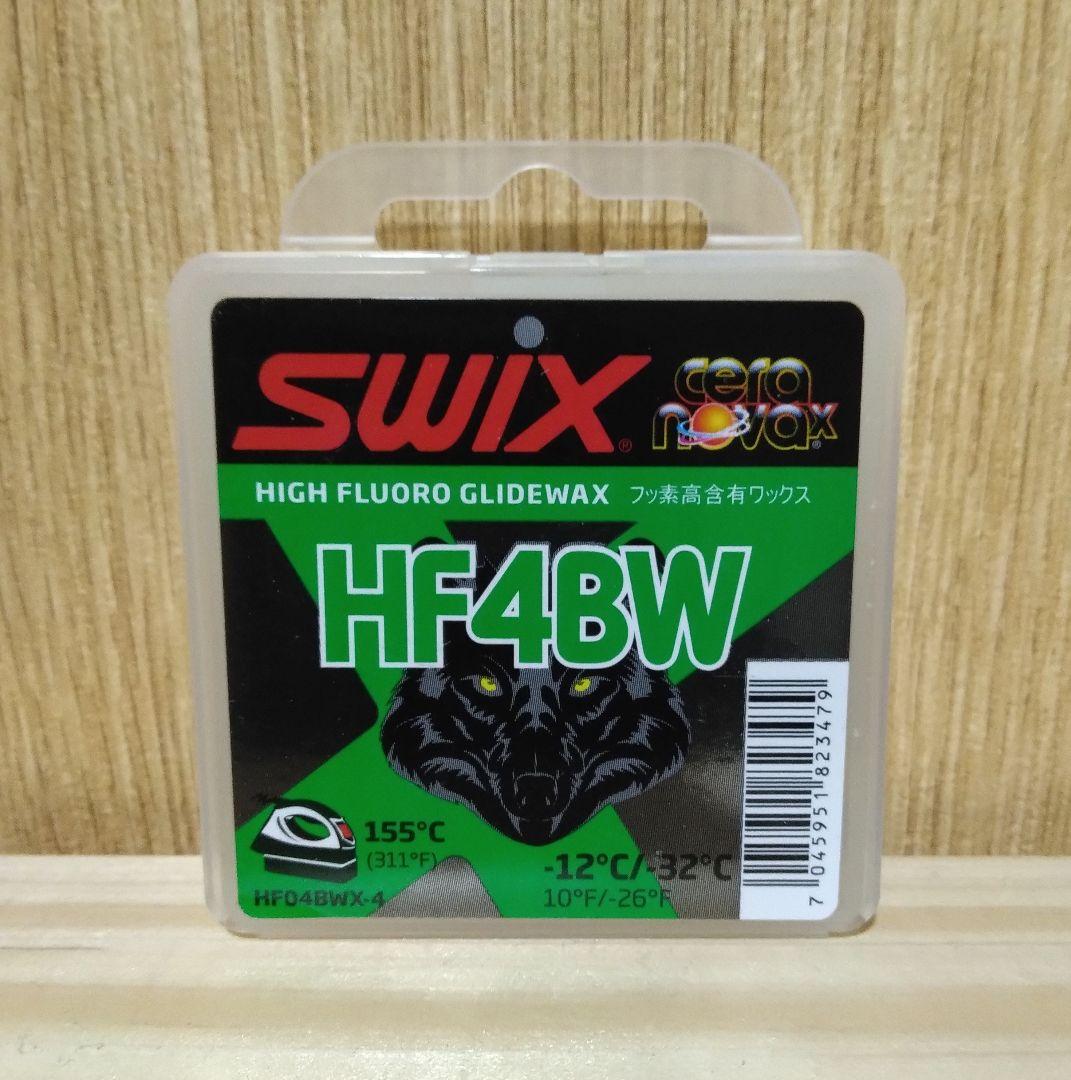 SWIX®
cera
novax®
HIGH FLUORO GLIDEWAX フッ素高含有ワックス
HF4BW
155°C
(311°F)
-12°C/-32°C
10°F/-26°F
HF04BWX-4
7 045951 823479